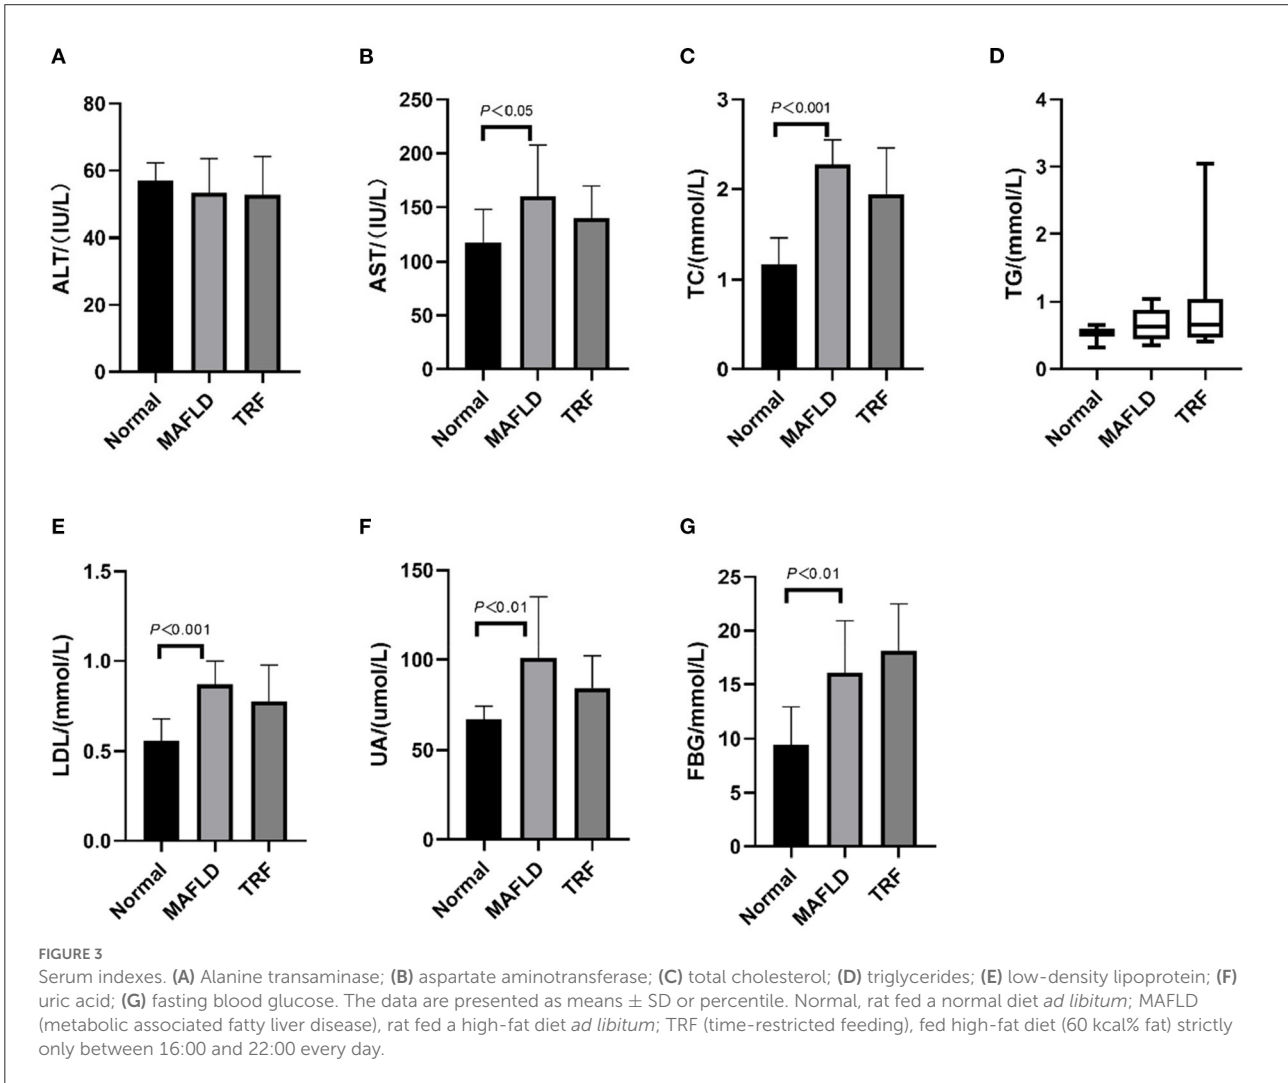 A
80
60
40
20
0
ALT/(IU/L)
Normal
MAFLD
TRF
B
P<0.05
250
200
150
100
50
0
AST/(IU/L)
Normal
MAFLD
TRF
C
P<0.001
3
2
1
0
TC/(mmol/L)
Normal
MAFLD
TRF
D
4
3
2
1
0
TG/(mmol/L)
Normal
MAFLD
TRF
E
P<0.001
1.5
1.0
0.5
0.0
LDL/(mmol/L)
Normal
MAFLD
TRF
F
P<0.01
150
100
50
0
UA/(umol/L)
Normal
MAFLD
TRF
G
P<0.01
25
20
15
10
5
0
FBG/mmol/L)
Normal
MAFLD
TRF
FIGURE 3
Serum indexes. (A) Alanine transaminase; (B) aspartate aminotransferase; (C) total cholesterol; (D) triglycerides; (E) low-density lipoprotein; (F)
uric acid; (G) fasting blood glucose. The data are presented as means ± SD or percentile. Normal, rat fed a normal diet ad libitum; MAFLD
(metabolic associated fatty liver disease), rat fed a high-fat diet ad libitum; TRF (time-restricted feeding), fed high-fat diet (60 kcal% fat) strictly
only between 16:00 and 22:00 every day.